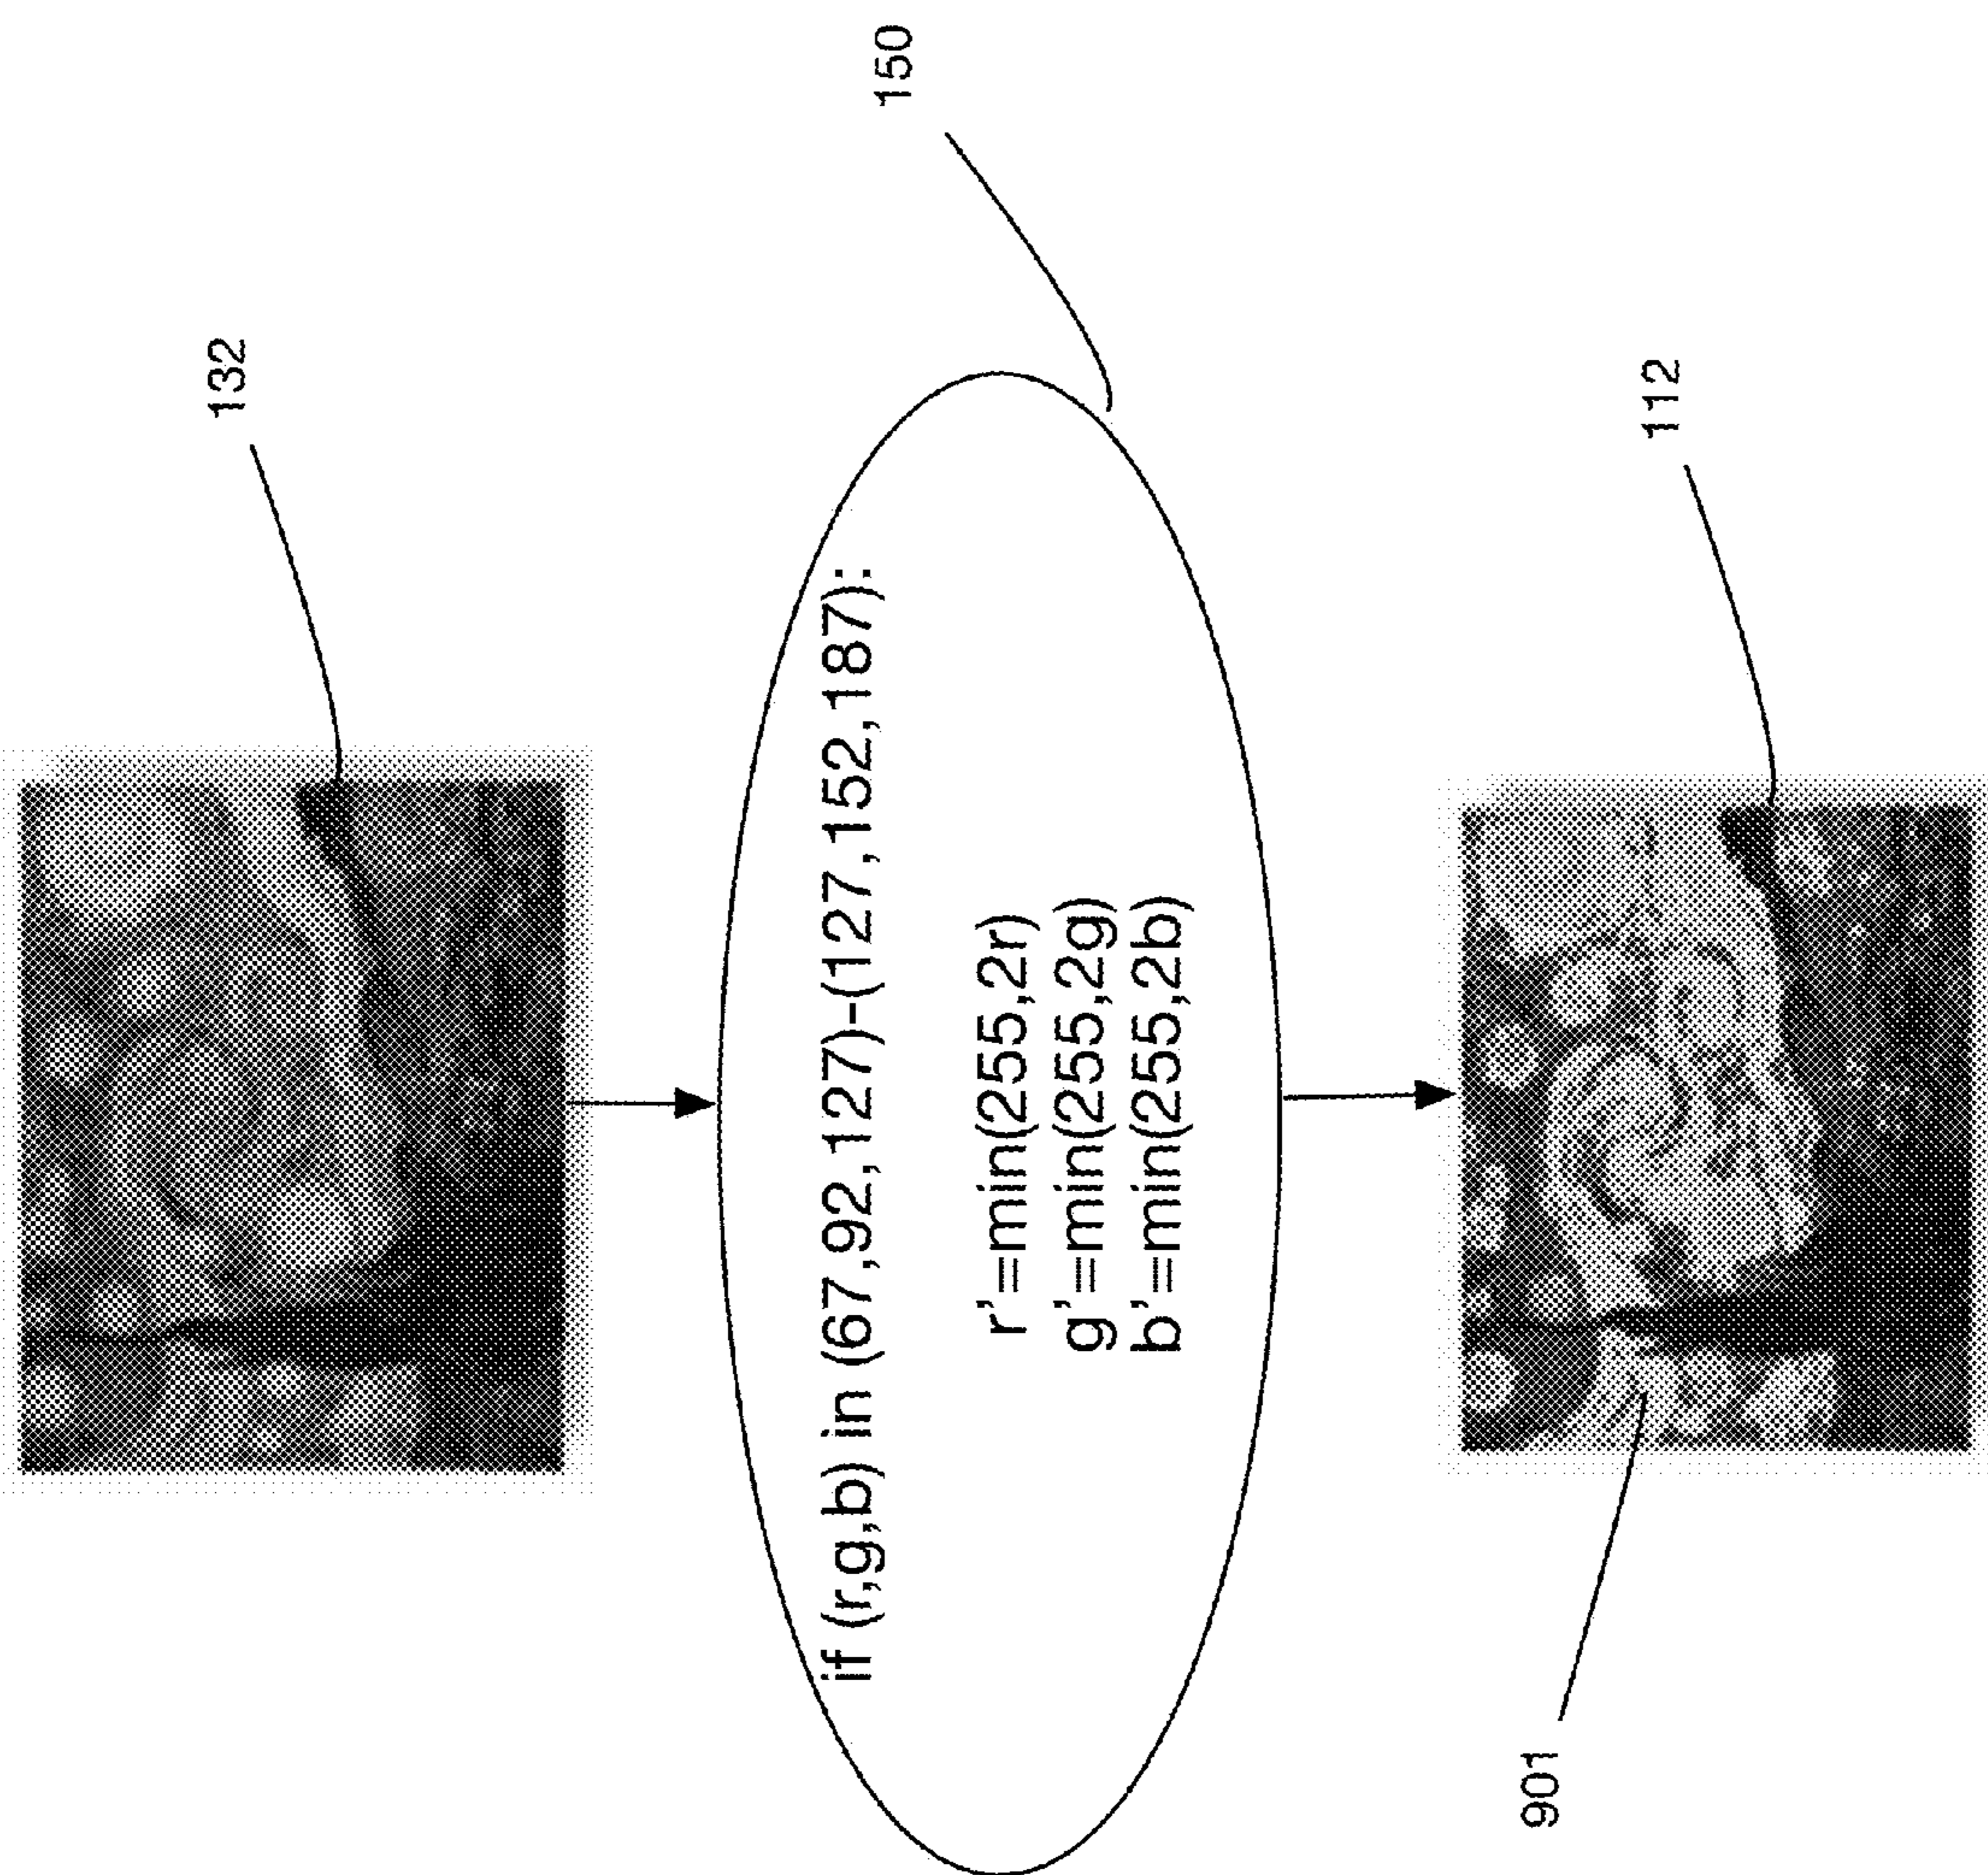 132
150
if (r,g,b) in (67,92,127)-(127,152,187):
r'=min(255,2r)
g'=min(255,2g)
b'=min(255,2b)
112
901